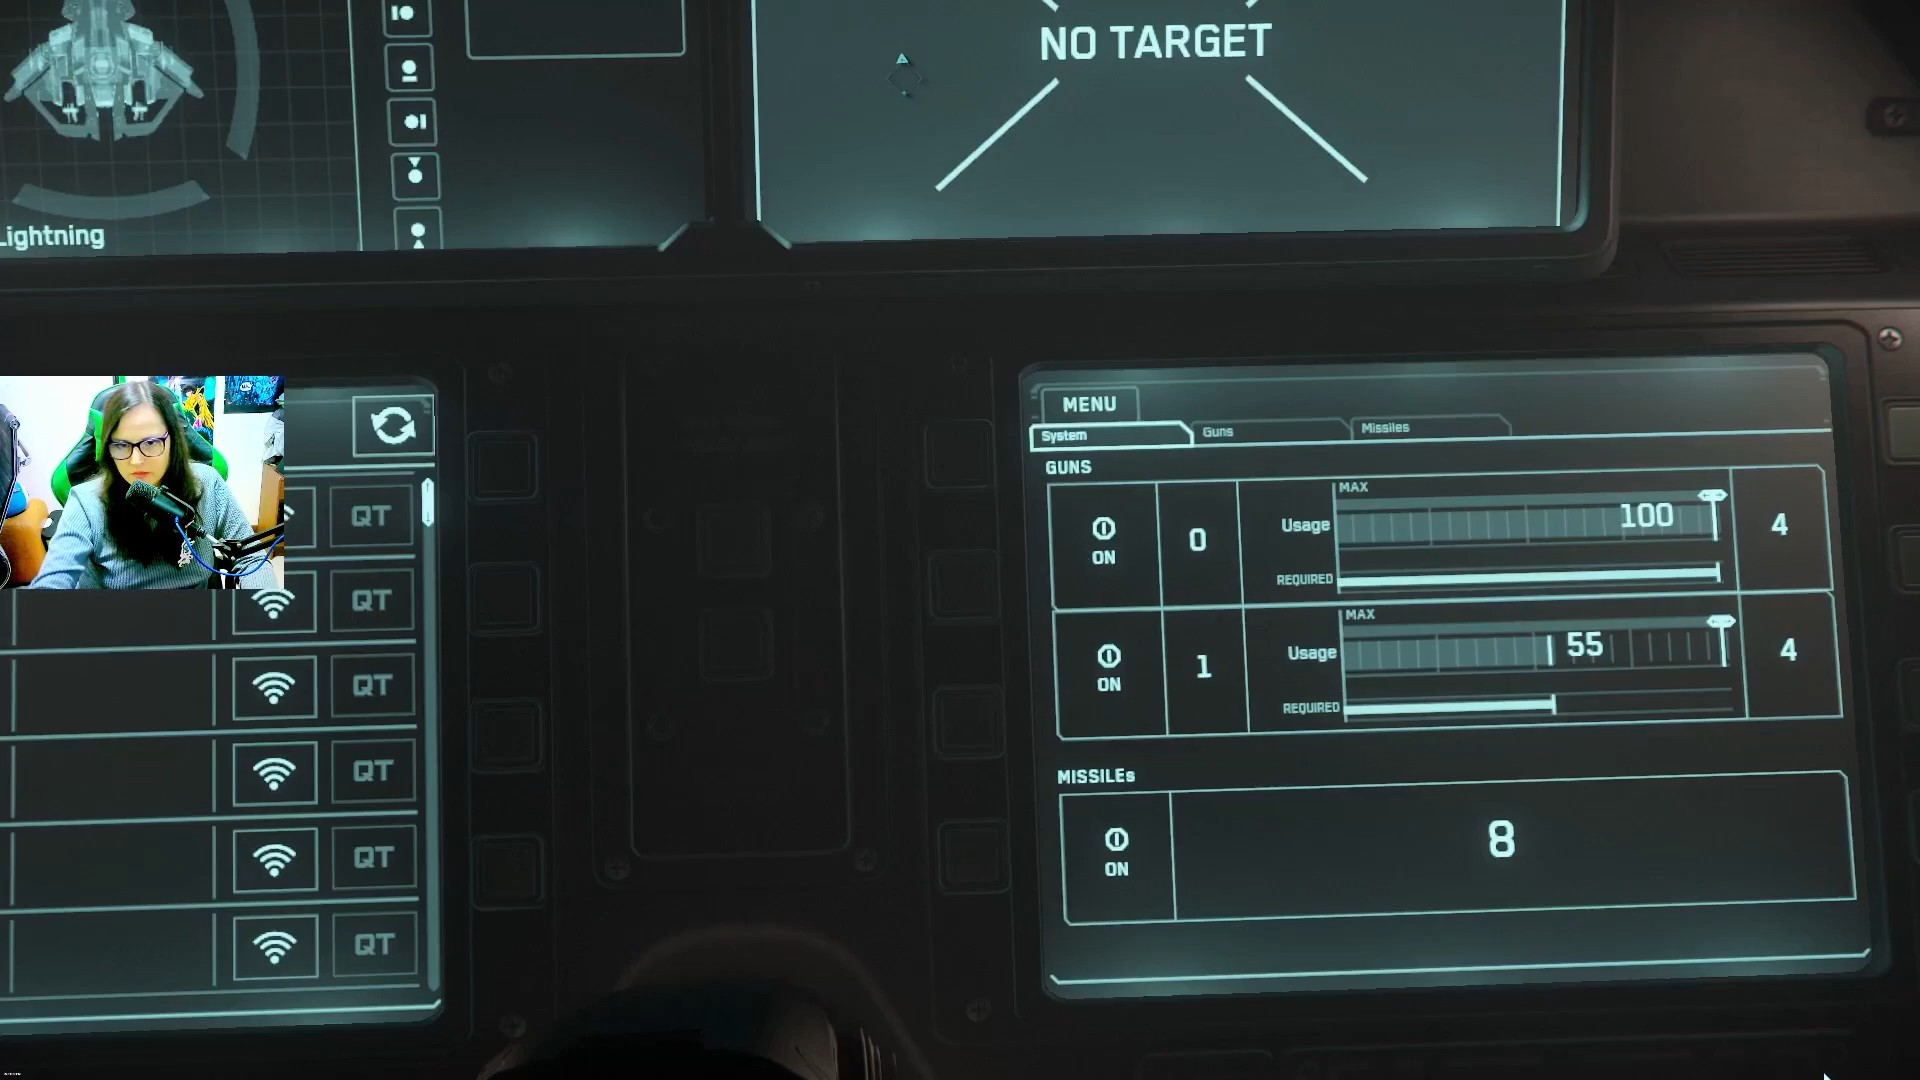 NO TARGET
Lightning
MENU
System
Guns
Missiles
GUNS
MAX
ON
0
Usage
100
4
REQUIRED
MAX
ON
1
Usage
55
4
REQUIRED
MISSILEs
ON
8
QT
QT
QT
QT
QT
QT